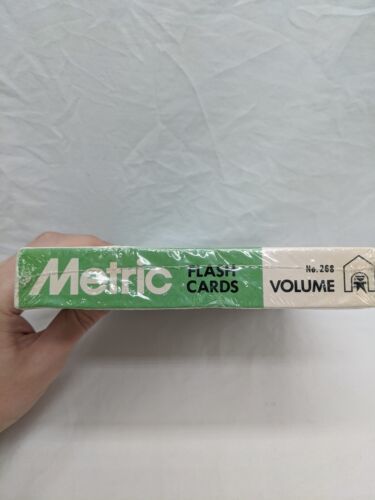 Metric
FLASH
CARDS
No. 268
VOLUME